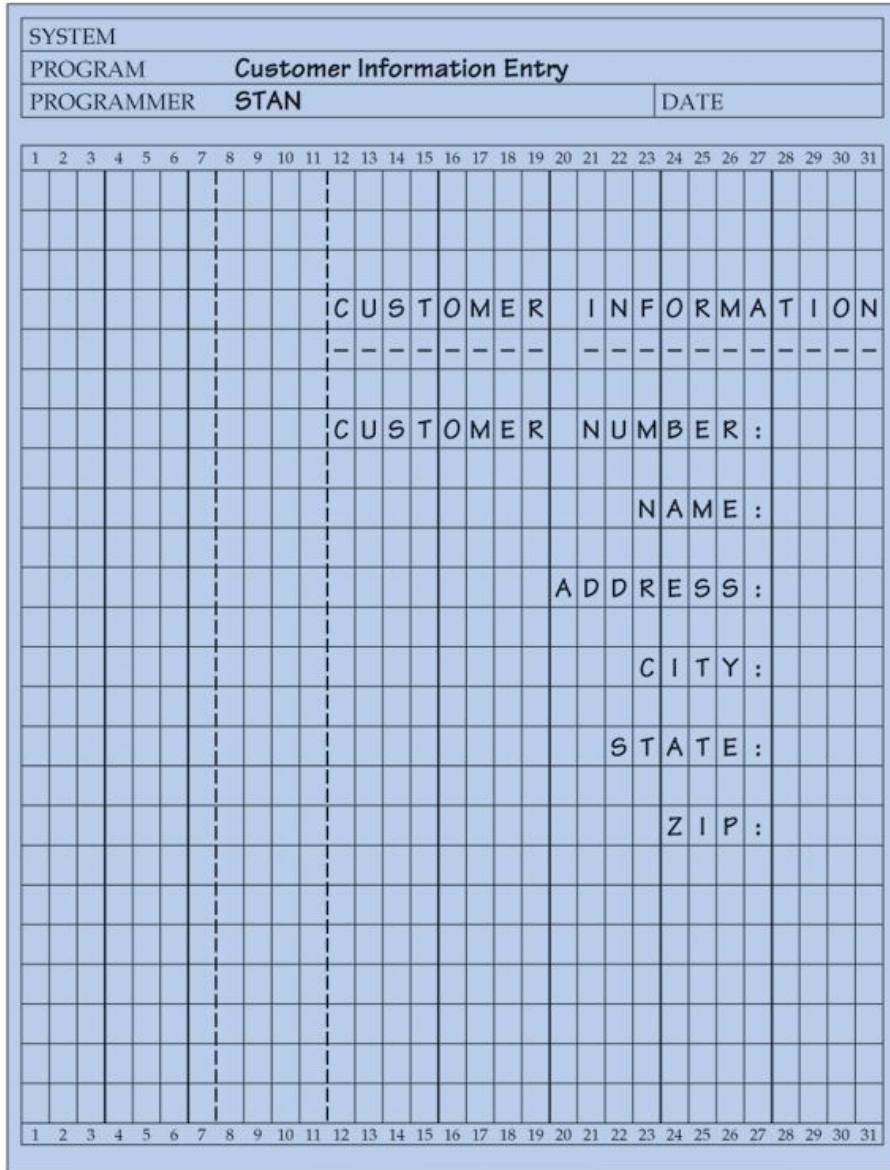 SYSTEM
PROGRAM Customer Information Entry
PROGRAMMER STAN DATE
1 2 3 4 5 6 7 8 9 10 11 12 13 14 15 16 17 18 19 20 21 22 23 24 25 26 27 28 29 30 31
CUSTOMER INFORMATION
-------- -----------
CUSTOMER NUMBER:
NAME:
ADDRESS:
CITY:
STATE:
ZIP:
1 2 3 4 5 6 7 8 9 10 11 12 13 14 15 16 17 18 19 20 21 22 23 24 25 26 27 28 29 30 31